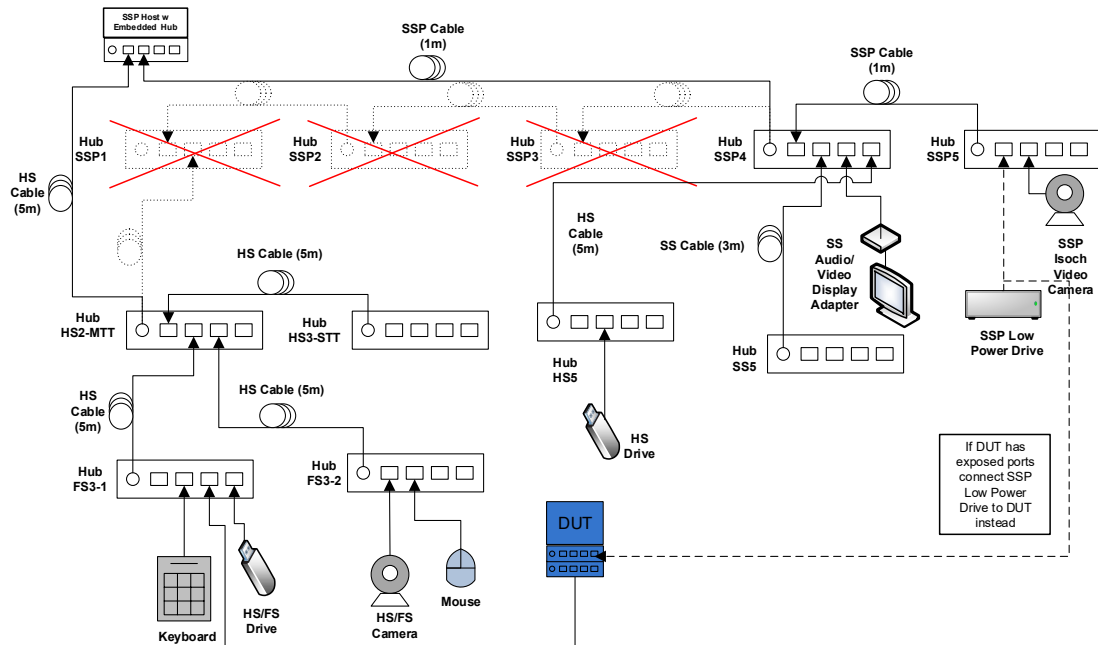 SSP Host w
Embedded Hub
SSP Cable
(1m)
SSP Cable
(1m)
Hub
SSP1
Hub
SSP2
Hub
SSP3
Hub
SSP4
Hub
SSP5
HS
Cable
(5m)
HS Cable (5m)
HS
Cable
(5m)
SS Cable (3m)
SS
Audio/
Video
Display
Adapter
SSP
Isoch
Video
Camera
Hub
HS2-MTT
Hub
HS3-STT
Hub
HS5
Hub
SS5
SSP Low
Power Drive
HS
Cable
(5m)
HS Cable (5m)
HS
Drive
If DUT has
exposed ports
connect SSP
Low Power
Drive to DUT
instead
Hub
FS3-1
Hub
FS3-2
DUT
Keyboard
HS/FS
Drive
HS/FS
Camera
Mouse